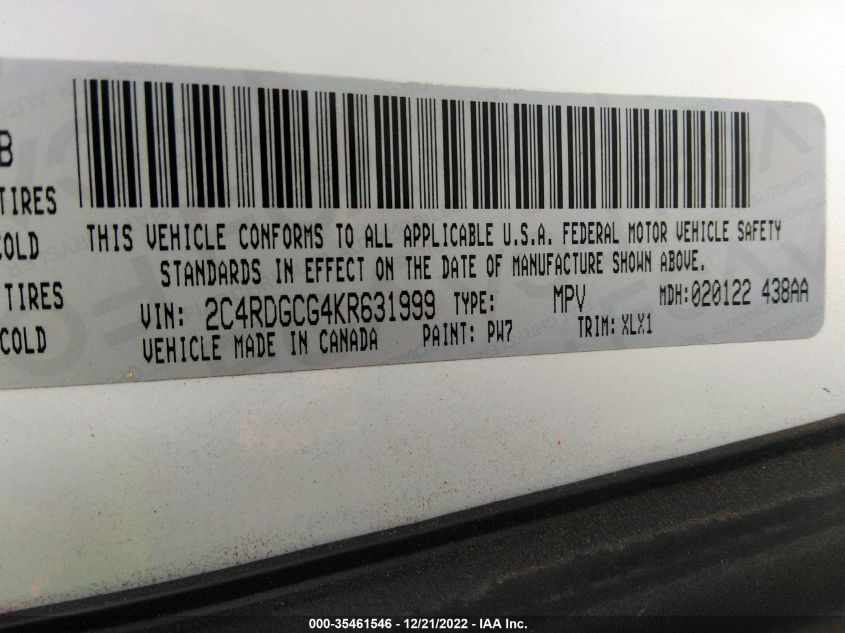 B
TIRES
COLD
TIRES
COLD
THIS VEHICLE CONFORMS TO ALL APPLICABLE U.S.A. FEDERAL MOTOR VEHICLE SAFETY
STANDARDS IN EFFECT ON THE DATE OF MANUFACTURE SHOWN ABOVE.
VIN: 2C4RDGCG4KR631999 TYPE: MPV MDH:020122 438AA
VEHICLE MADE IN CANADA PAINT: PW7 TRIM: XLX1
000-35461546 - 12/21/2022 - IAA Inc.